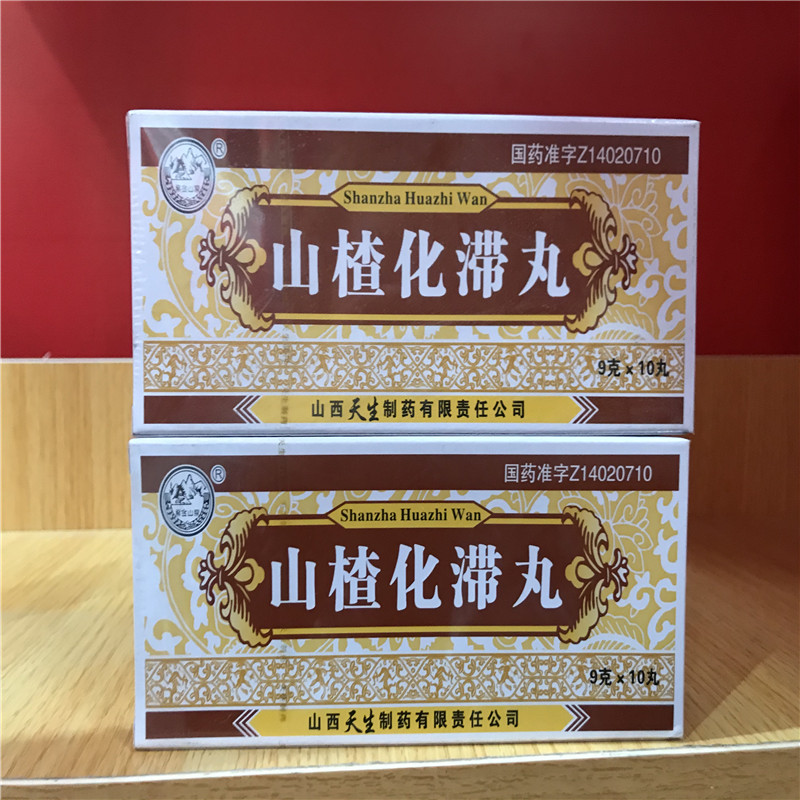 ®
国药准字Z14020710
Shanzha Huazhi Wan
山楂化滞丸
9克×10丸
山西天生制药有限责任公司
®
国药准字Z14020710
Shanzha Huazhi Wan
山楂化滞丸
9克×10丸
山西天生制药有限责任公司